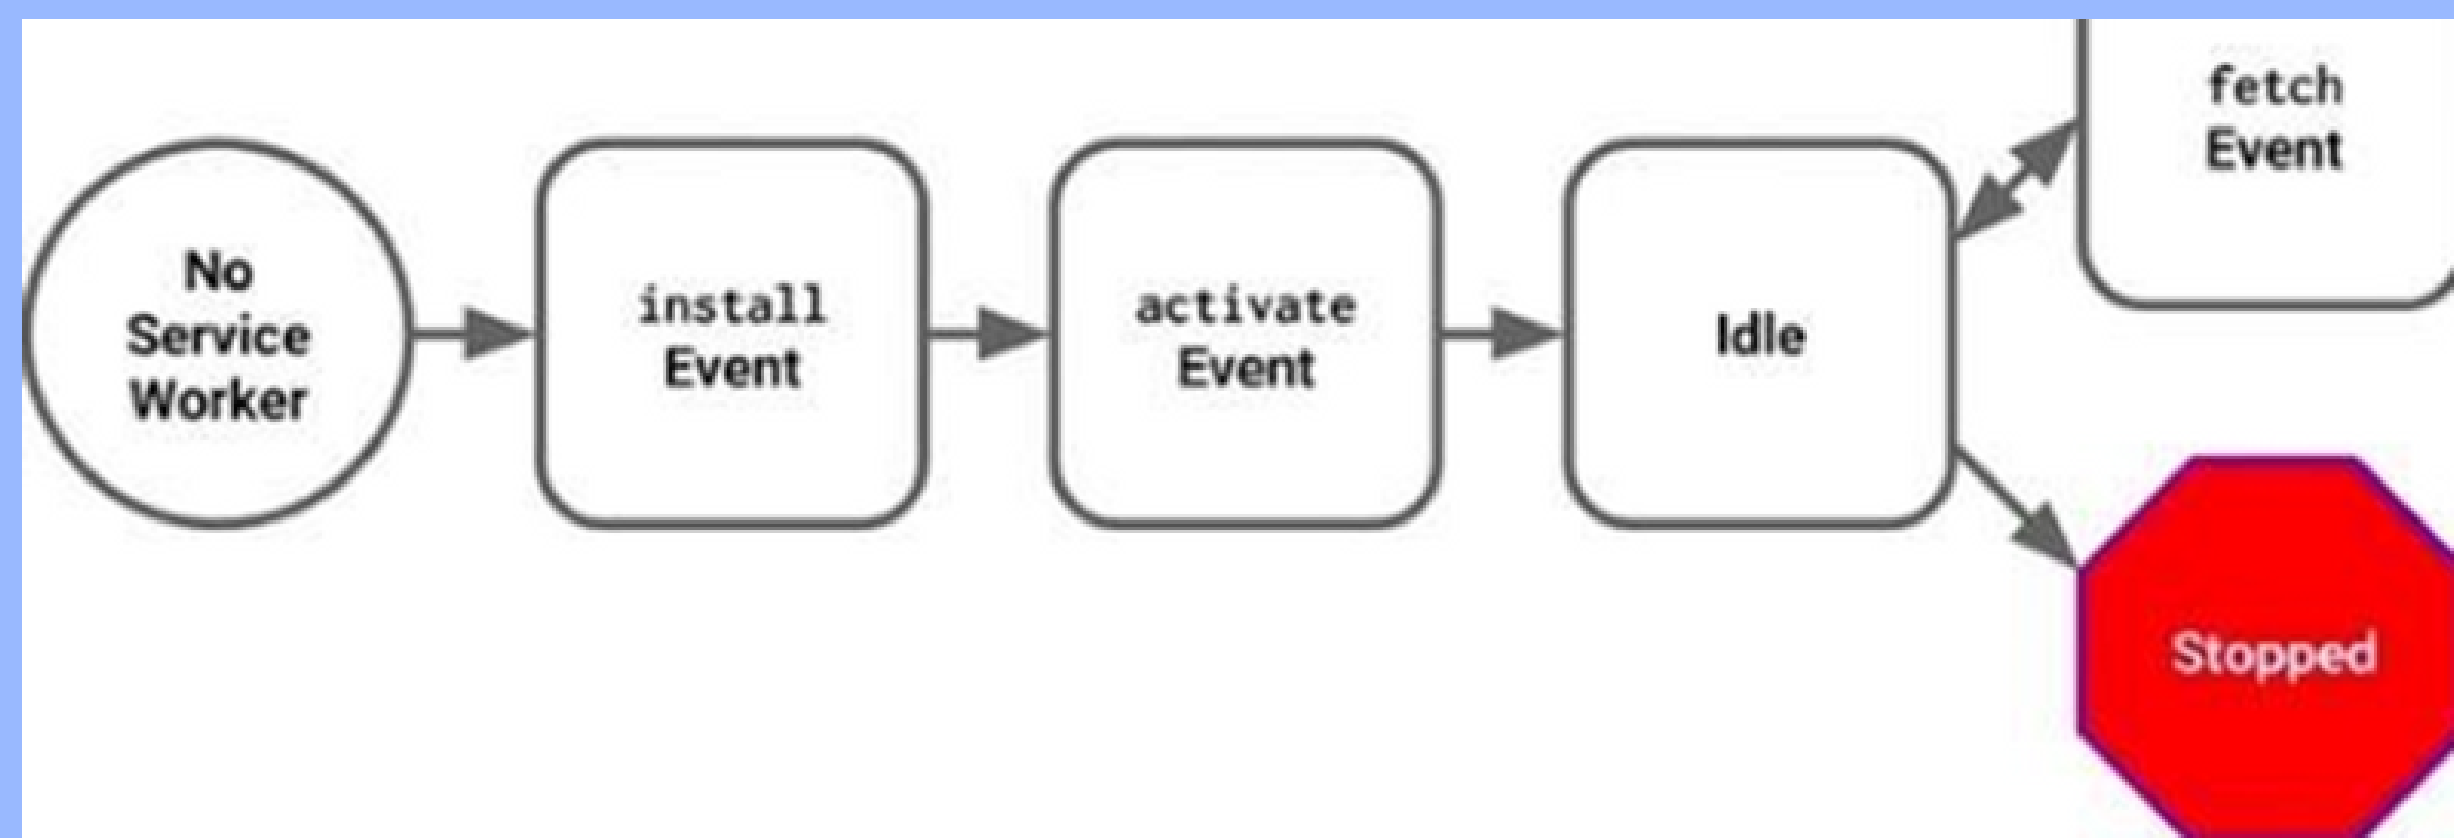 No
Service
Worker
install
Event
activate
Event
Idle
fetch
Event
Stopped